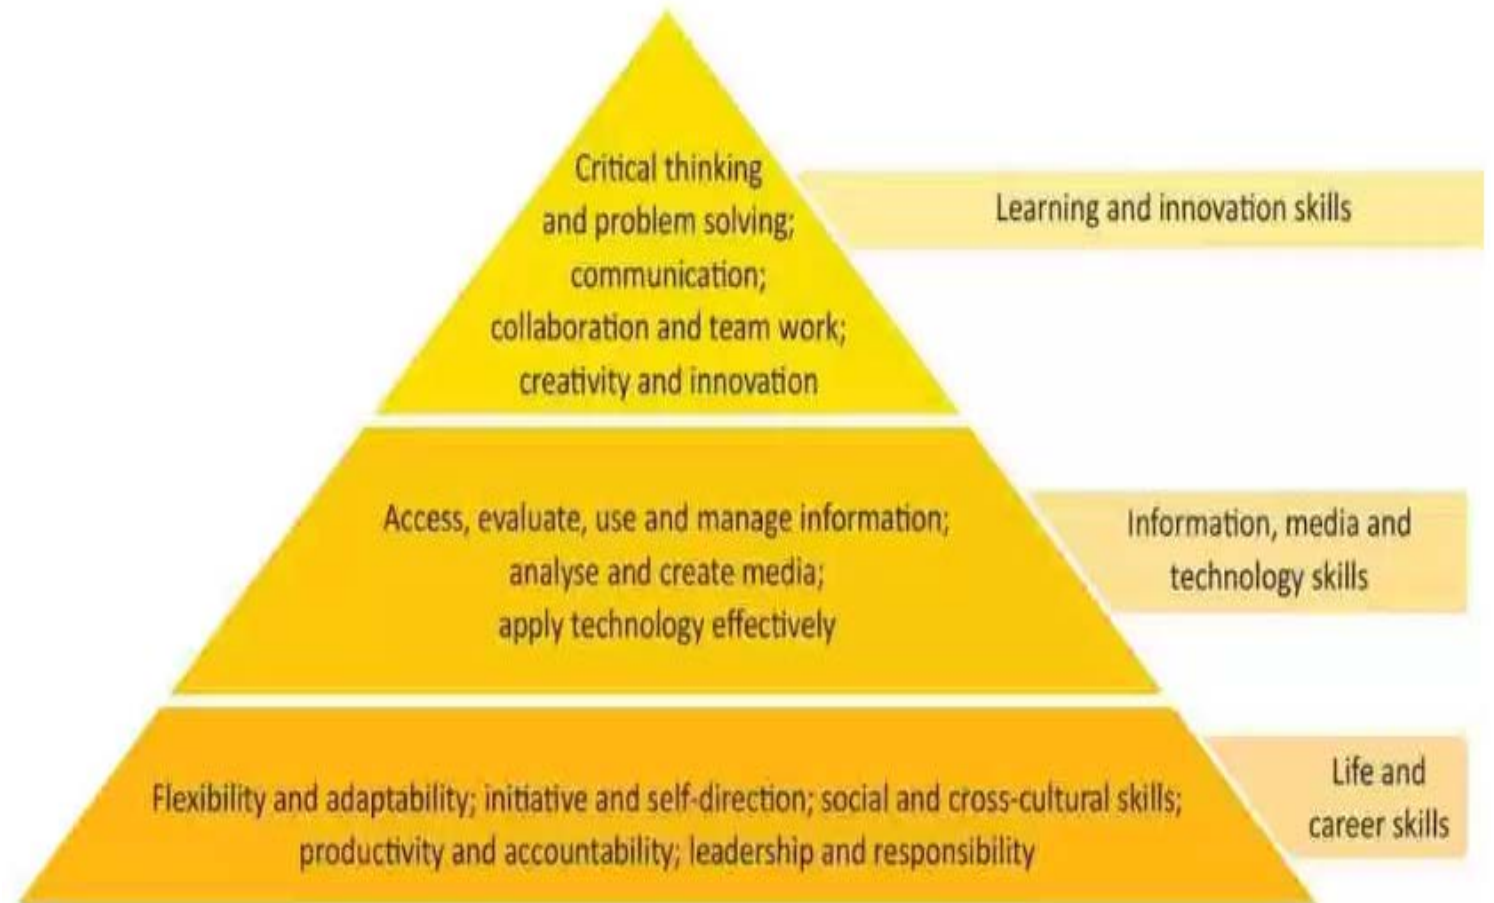 Critical thinking
and problem solving;
communication;
collaboration and team work;
creativity and innovation
Learning and innovation skills
Access, evaluate, use and manage information;
analyse and create media;
apply technology effectively
Information, media and
technology skills
Flexibility and adaptability; initiative and self-direction; social and cross-cultural skills;
productivity and accountability; leadership and responsibility
Life and
career skills